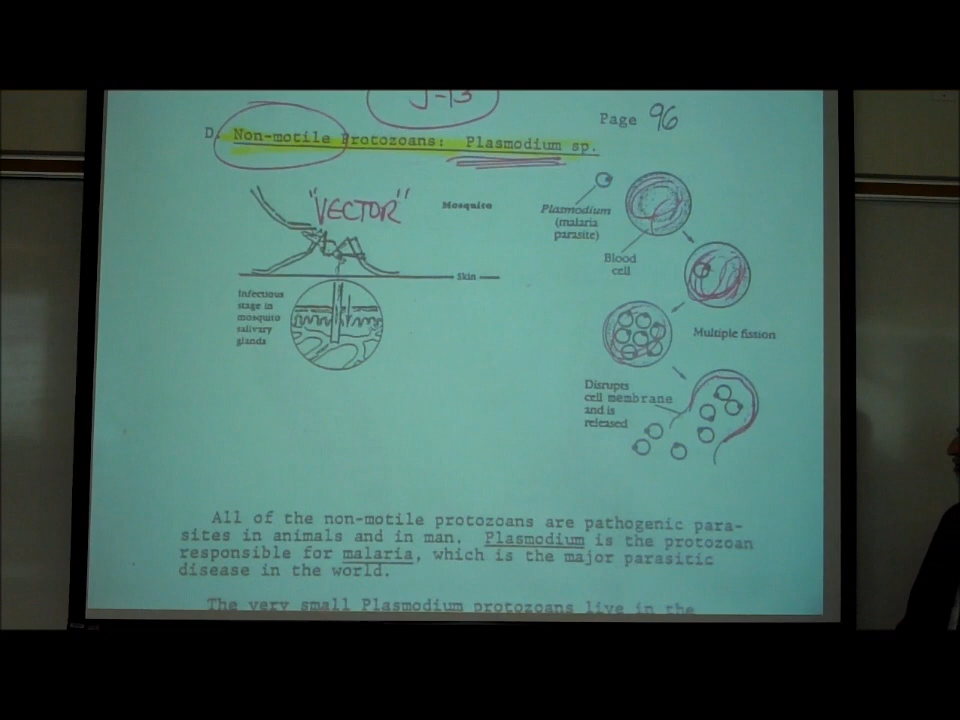 J-13
Page 96
D. Non-motile Protozoans: Plasmodium sp.
"VECTOR"
Mosquito
Skin
Infectious
stage in
mosquito
salivary
glands
Plasmodium
(malaria
parasite)
Blood
cell
Multiple fission
Disrupts
cell membrane
and is
released
All of the non-motile protozoans are pathogenic para-
sites in animals and in man. Plasmodium is the protozoan
responsible for malaria, which is the major parasitic
disease in the world.
The very small Plasmodium protozoans live in the